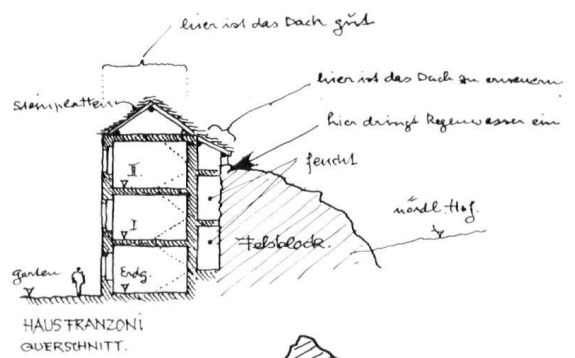 hier ist das Dach gut
hier ist das Dach zu erneuern
Steinplatten
hier dringt Regenwasser ein
feucht
II
nördl. Hof.
I
Felsblock.
garten
Erdg.
HAUS FRANZONI
QUERSCHNITT.